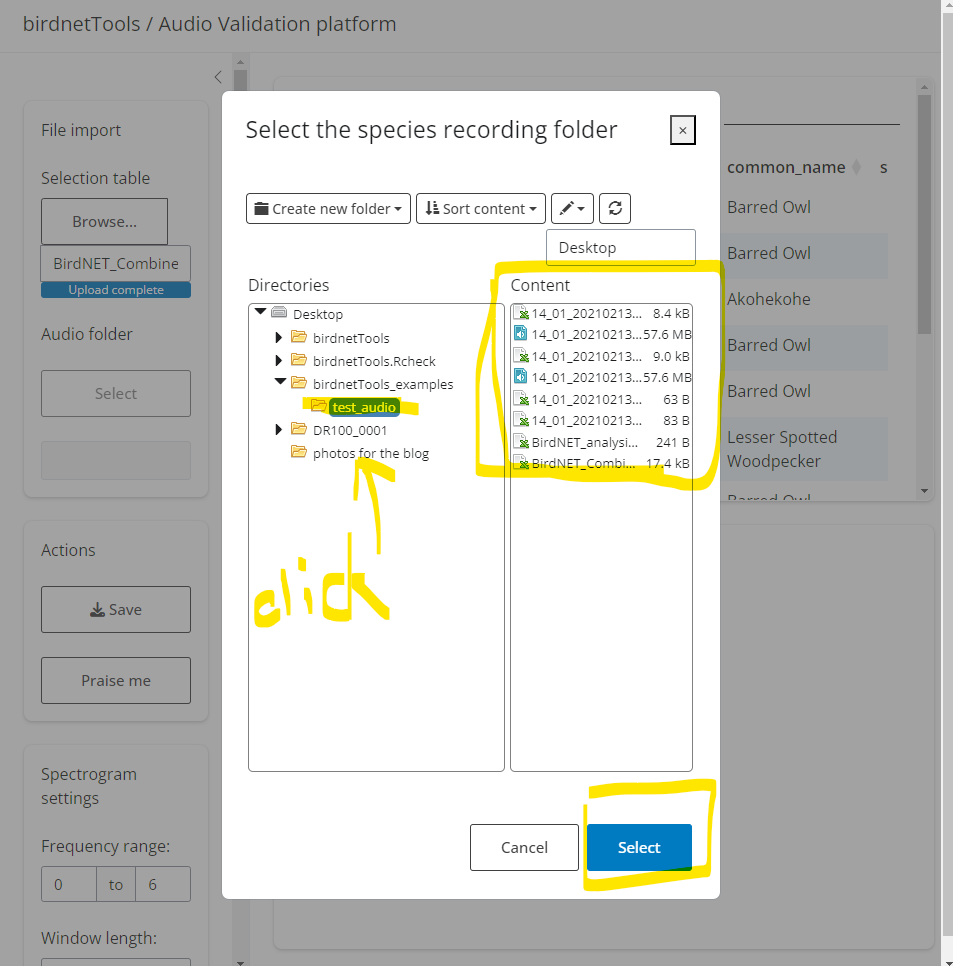 birdnetTools / Audio Validation platform
File import
Selection table
Browse...
BirdNET_Combine
Upload complete
Audio folder
Select
Actions
Save
Praise me
Spectrogram
settings
Frequency range:
0 to 6
Window length:
Select the species recording folder
×
Create new folder
Sort content
Desktop
Directories
Desktop
birdnetTools
birdnetTools.Rcheck
birdnetTools_examples
test_audio
DR100_0001
photos for the blog
click
Content
14_01_20210213... 8.4 kB
14_01_20210213... 57.6 MB
14_01_20210213... 9.0 kB
14_01_20210213... 57.6 MB
14_01_20210213... 63 B
14_01_20210213... 83 B
BirdNET_analysi... 241 B
BirdNET_Combi... 17.4 kB
Cancel
Select
common_name s
Barred Owl
Barred Owl
Akohekohe
Barred Owl
Barred Owl
Lesser Spotted
Woodpecker
Barred Owl